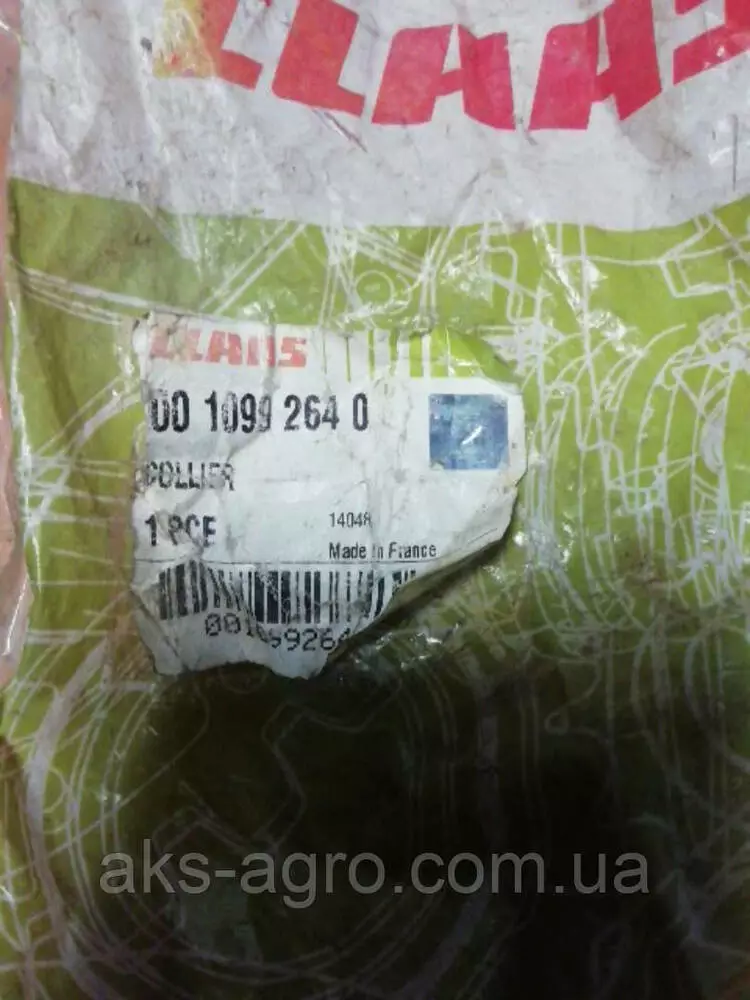 CLAAS
CLAAS
00 1099 264 0
COLLIER
1 PCE
14048
Made in France
aks-agro.com.ua